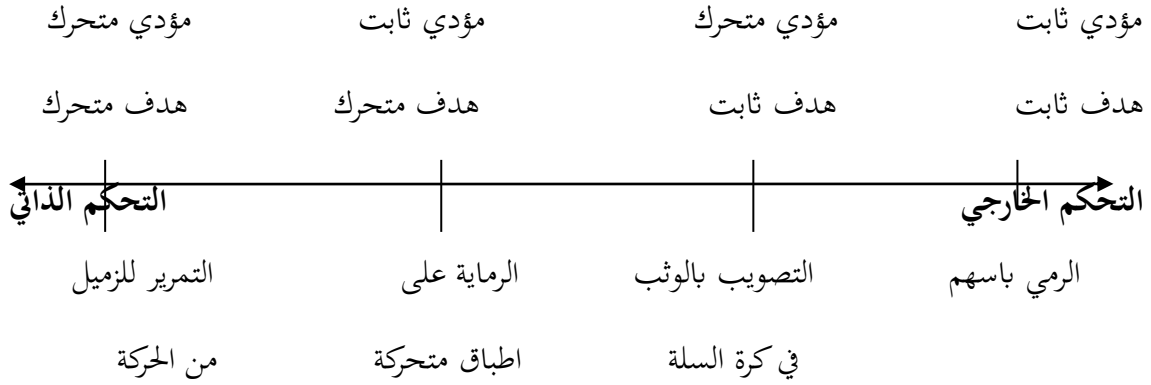 مؤدي ثابت مؤدي متحرك مؤدي ثابت مؤدي متحرك
هدف ثابت هدف ثابت هدف متحرك هدف متحرك
التحكم الخارجي التحكم الذاتي
الرمي باسهم التصويب بالوثب الرماية على التمرير للزميل
في كرة السلة اطباق متحركة من الحركة